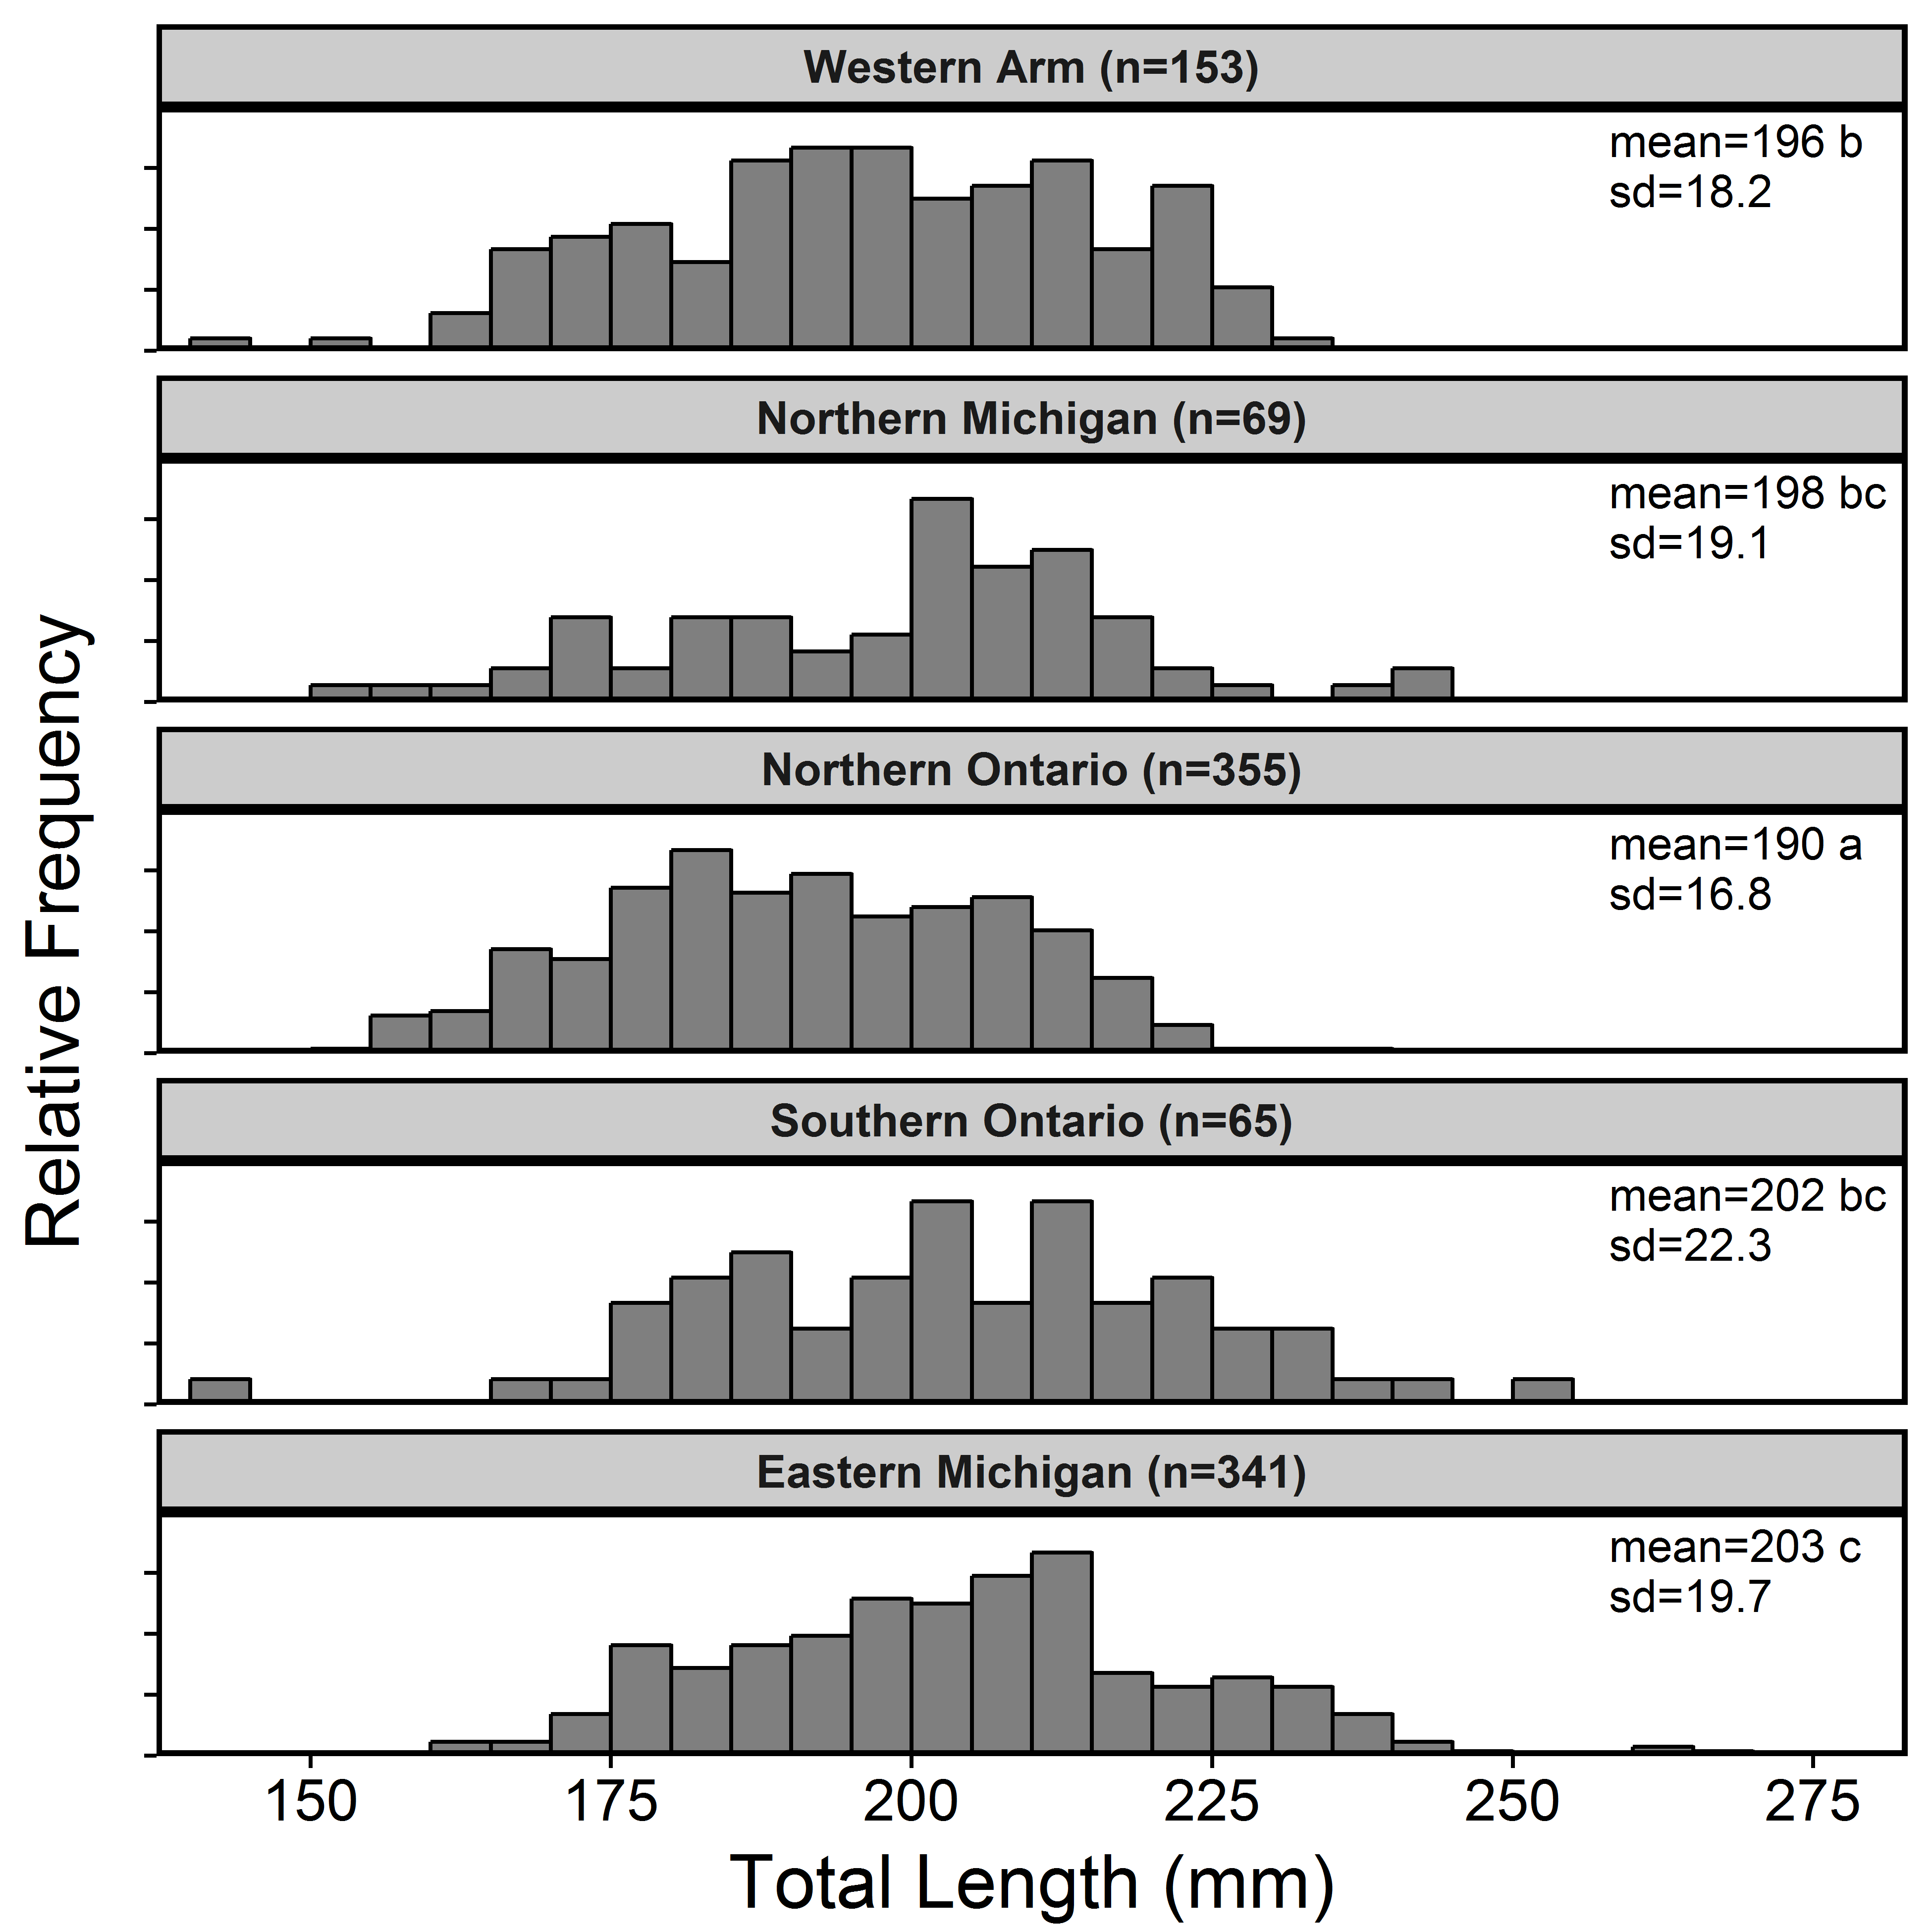 Western Arm (n=153)
mean=196 b
sd=18.2
Northern Michigan (n=69)
mean=198 bc
sd=19.1
Northern Ontario (n=355)
mean=190 a
sd=16.8
Southern Ontario (n=65)
mean=202 bc
sd=22.3
Eastern Michigan (n=341)
mean=203 c
sd=19.7
Relative Frequency
150 175 200 225 250 275
Total Length (mm)